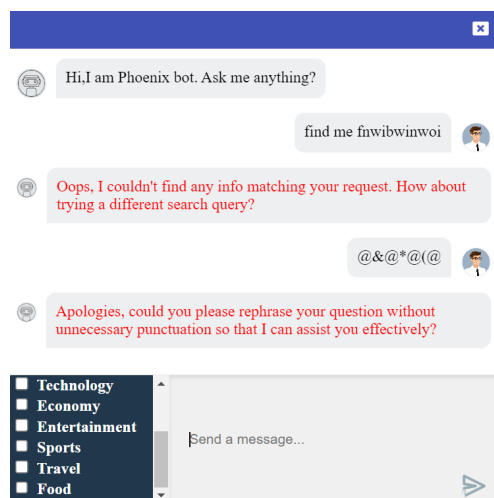 Hi,I am Phoenix bot. Ask me anything?
find me fnwibwinwoi
Oops, I couldn't find any info matching your request. How about
trying a different search query?
@&@*@(@
Apologies, could you please rephrase your question without
unnecessary punctuation so that I can assist you effectively?
Technology
Economy
Entertainment
Sports
Travel
Food
Send a message...